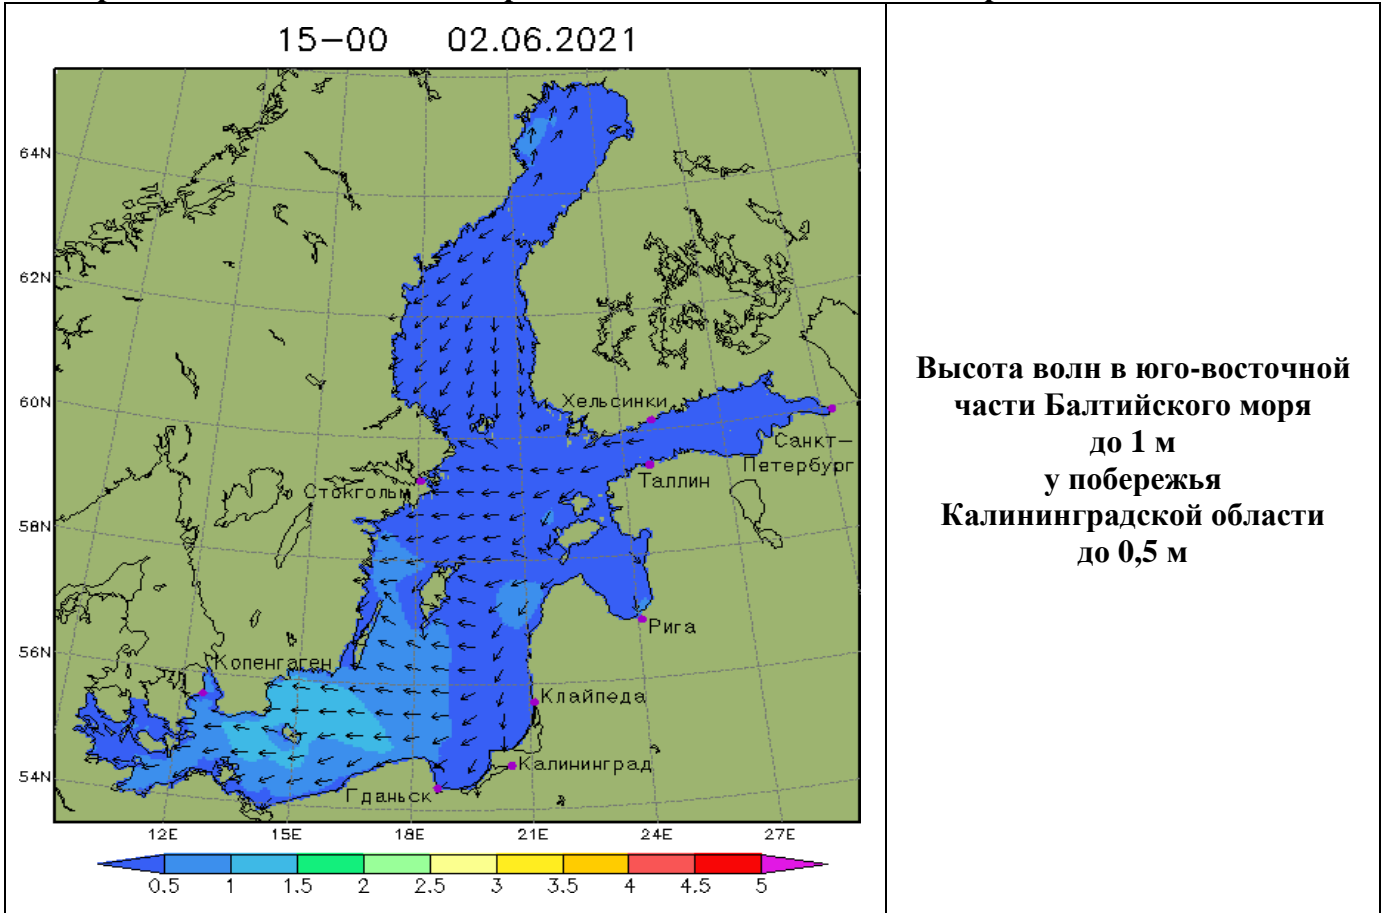 15-00 02.06.2021
64N
62N
60N
58N
56N
54N
Хельсинки
Санкт-
Петербург
Таллин
Стокгольм
Рига
Копенгаген
Клайпеда
Калининград
Гданьск
12E 15E 18E 21E 24E 27E
0.5 1 1.5 2 2.5 3 3.5 4 4.5 5
Высота волн в юго-восточной
части Балтийского моря
до 1 м
у побережья
Калининградской области
до 0,5 м